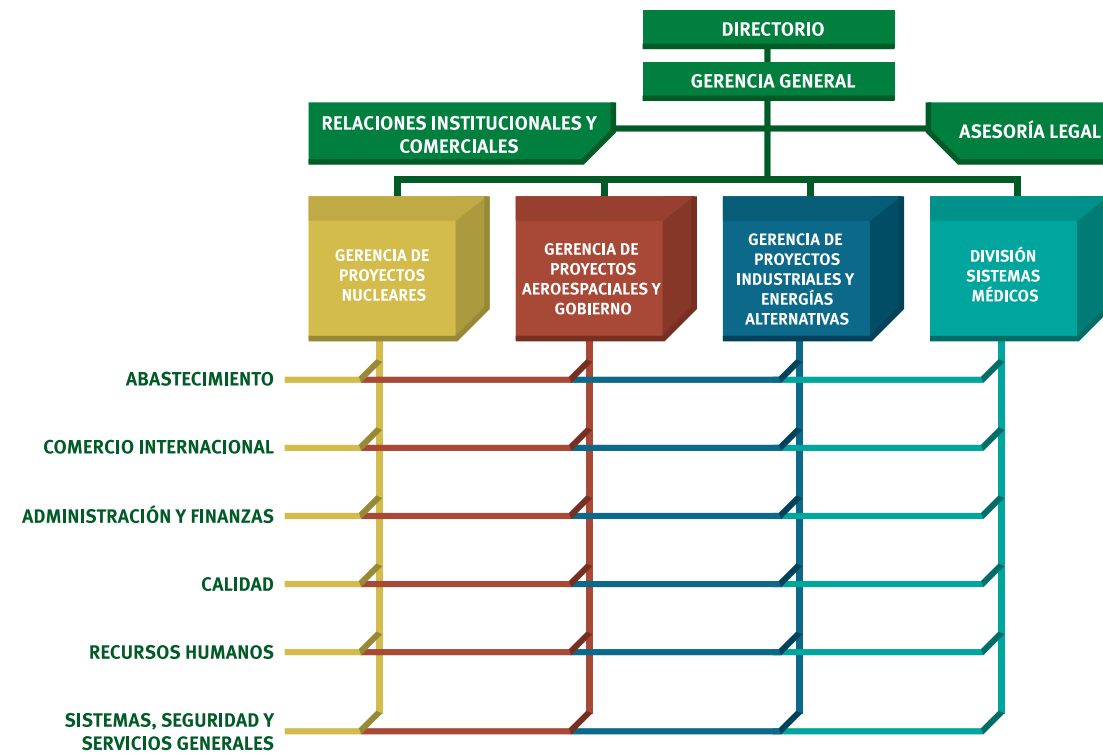 DIRECTORIO
GERENCIA GENERAL
RELACIONES INSTITUCIONALES Y
COMERCIALES
ASESORÍA LEGAL
GERENCIA DE
PROYECTOS
NUCLEARES
GERENCIA DE
PROYECTOS
AEROESPACIALES Y
GOBIERNO
GERENCIA DE
PROYECTOS
INDUSTRIALES Y
ENERGÍAS
ALTERNATIVAS
DIVISIÓN
SISTEMAS
MÉDICOS
ABASTECIMIENTO
COMERCIO INTERNACIONAL
ADMINISTRACIÓN Y FINANZAS
CALIDAD
RECURSOS HUMANOS
SISTEMAS, SEGURIDAD Y
SERVICIOS GENERALES